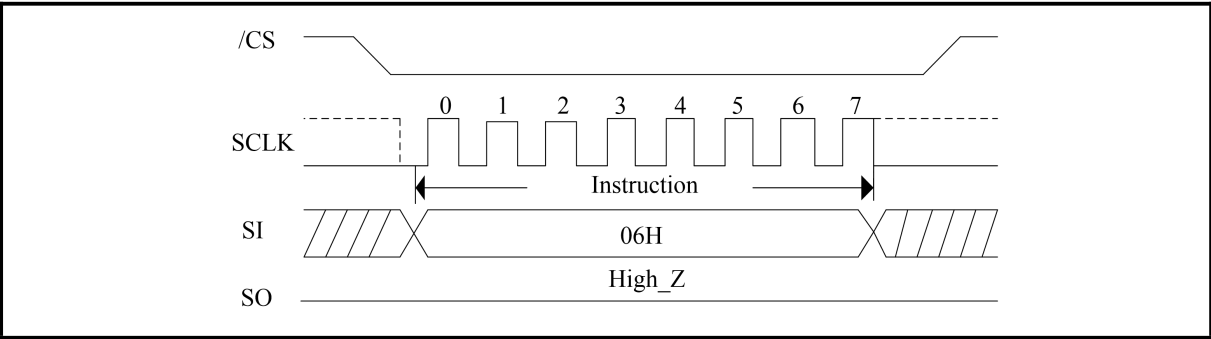 /CS
0 1 2 3 4 5 6 7
SCLK
Instruction
SI
06H
High_Z
SO